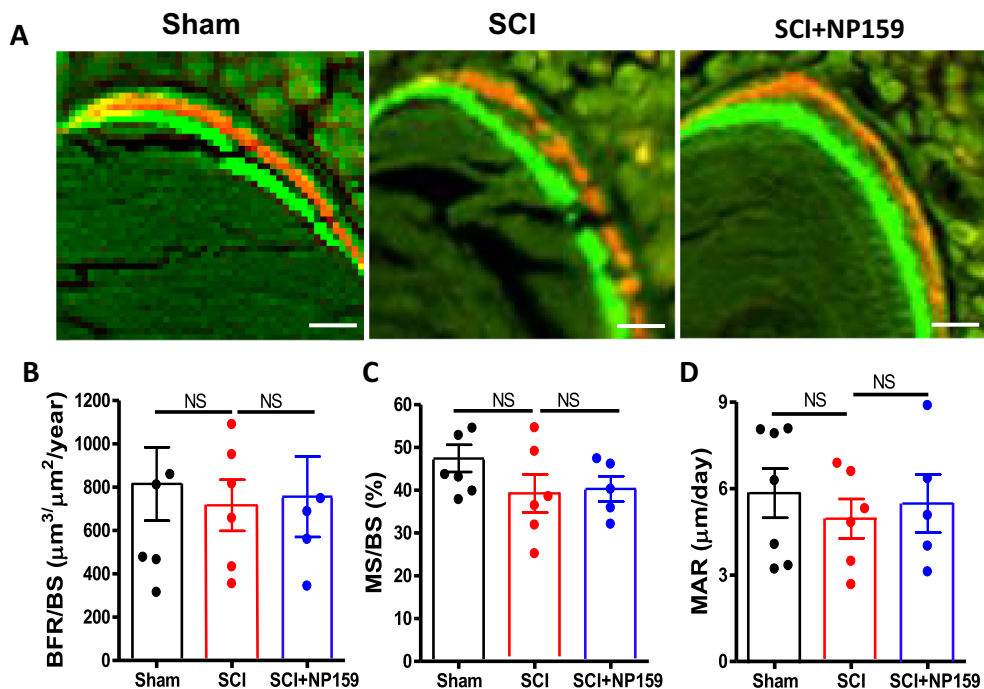 A
Sham
SCI
SCI+NP159
B
BFR/BS (μm³/μm²/year)
1200
1000
800
600
400
200
0
NS
NS
Sham
SCI
SCI+NP159
C
MS/BS (%)
60
50
40
30
20
10
0
NS
NS
Sham
SCI
SCI+NP159
D
MAR (μm/day)
9
6
3
0
NS
NS
Sham
SCI
SCI+NP159